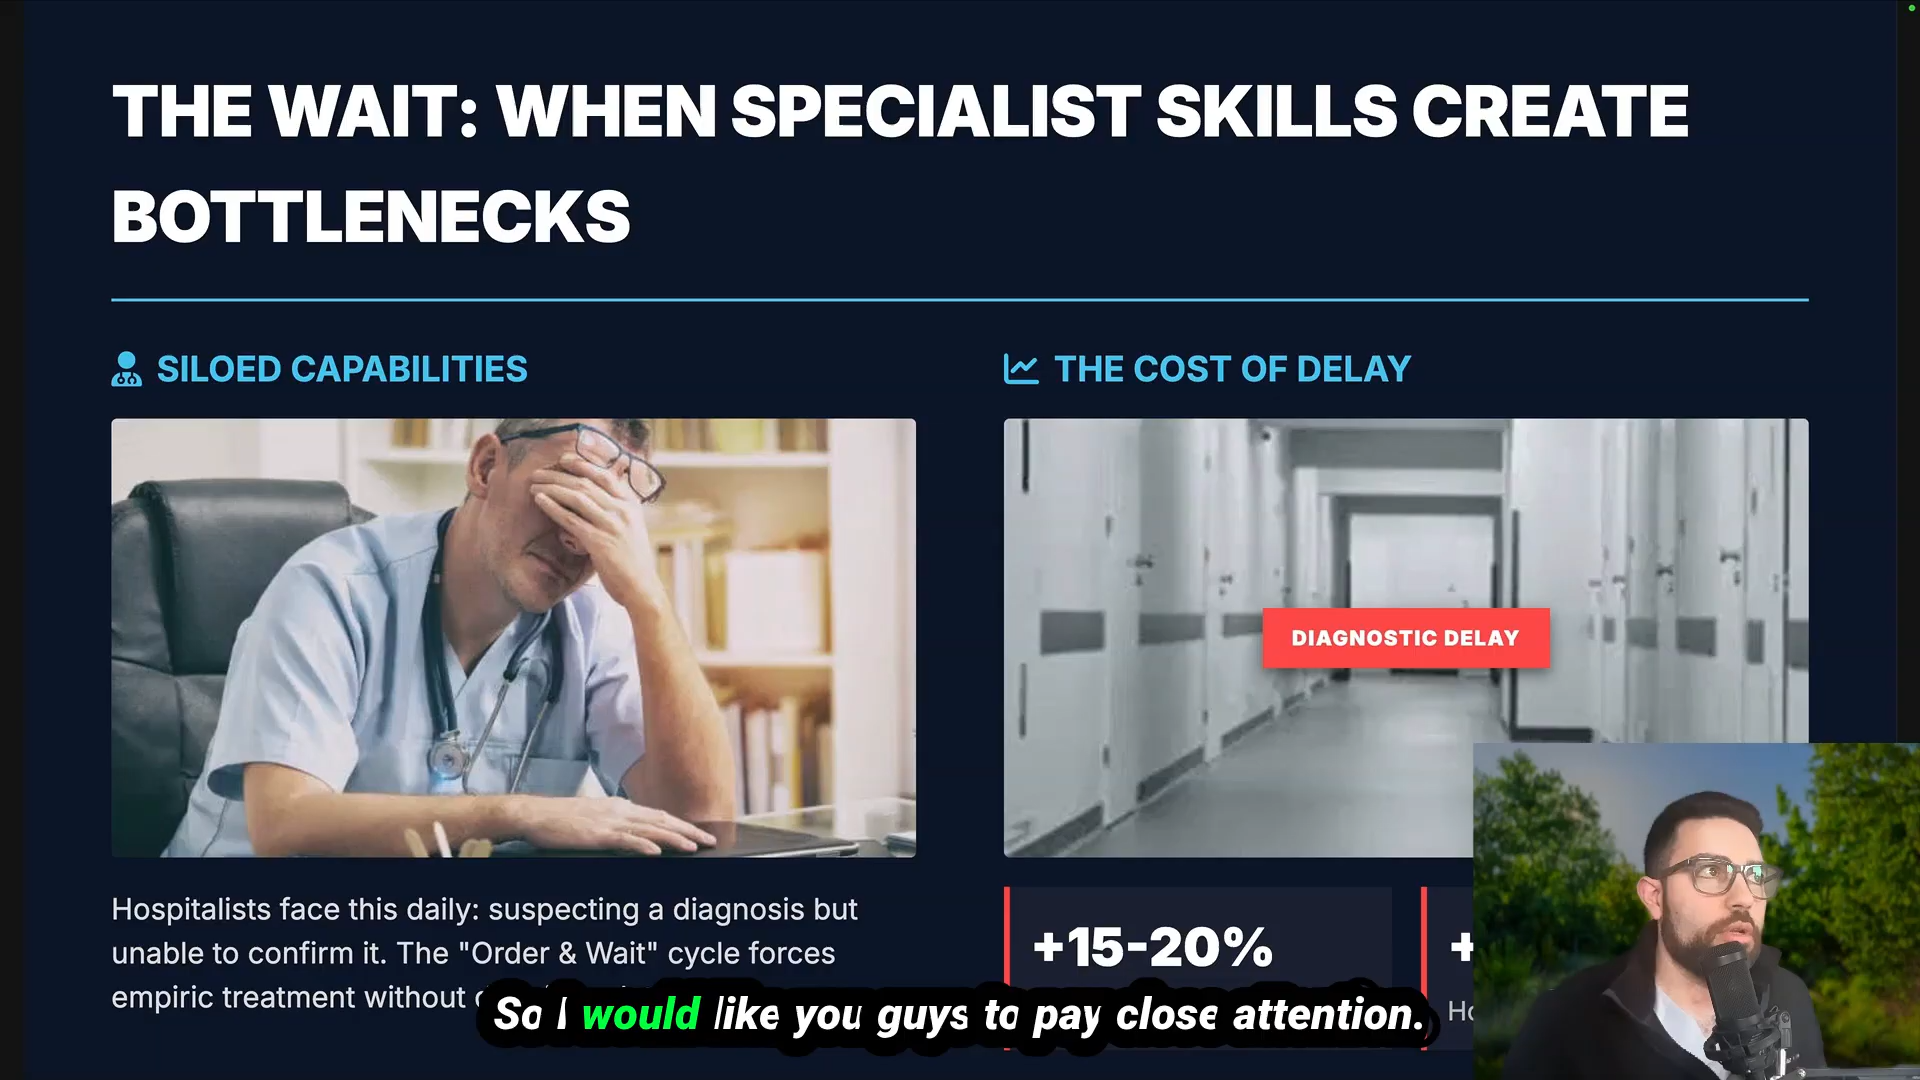 THE WAIT: WHEN SPECIALIST SKILLS CREATE
BOTTLENECKS
SILOED CAPABILITIES
THE COST OF DELAY
DIAGNOSTIC DELAY
Hospitalists face this daily: suspecting a diagnosis but
unable to confirm it. The "Order & Wait" cycle forces
empiric treatment without
+15-20%
+
So I would like you guys to pay close attention.